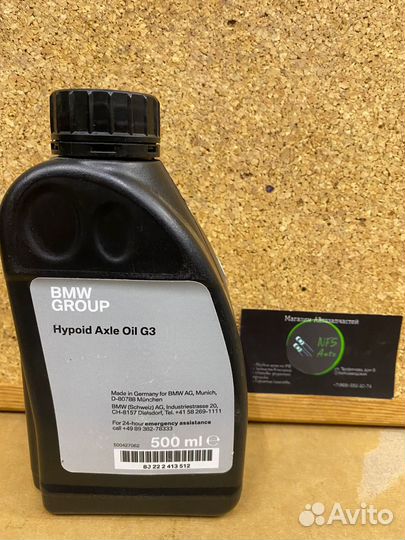 BMW
GROUP
Hypoid Axle Oil G3
Made in Germany for BMW AG, Munich,
D-80788 München
BMW (Schweiz) AG, Industriestrasse 20,
CH-8157 Dielsdorf, Tel. +41 58 269-1111
For 24-hour emergency assistance
call +49 89 382-78333
500427062
500 ml e
BJ 22 2 413 512
Магазин Автозапчастей
NFS
Auto
Avito